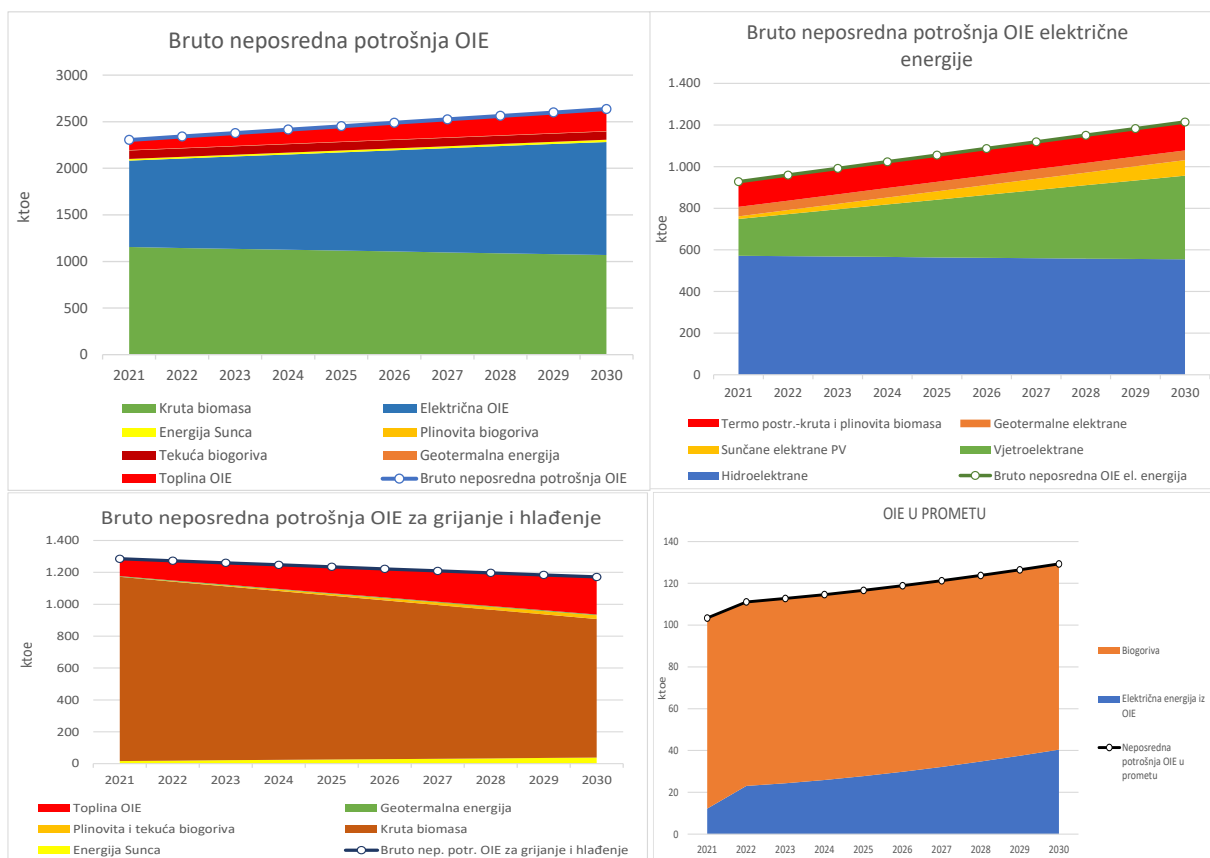 Bruto neposredna potrošnja OIE
3000
2500
2000
1500
1000
500
0
ktoe
2021 2022 2023 2024 2025 2026 2027 2028 2029 2030
Kruta biomasa Električna OIE
Energija Sunca Plinovita biogoriva
Tekuća biogoriva Geotermalna energija
Toplina OIE Bruto neposredna potrošnja OIE
Bruto neposredna potrošnja OIE električne
energije
1.400
1.200
1.000
800
600
400
200
0
ktoe
2021 2022 2023 2024 2025 2026 2027 2028 2029 2030
Termo postr.-kruta i plinovita biomasa Geotermalne elektrane
Sunčane elektrane PV Vjetroelektrane
Hidroelektrane Bruto neposredna OIE el. energija
Bruto neposredna potrošnja OIE za grijanje i hlađenje
1.400
1.200
1.000
800
600
400
200
0
ktoe
2021 2022 2023 2024 2025 2026 2027 2028 2029 2030
Toplina OIE Geotermalna energija
Plinovita i tekuća biogoriva Kruta biomasa
Energija Sunca Bruto nep. potr. OIE za grijanje i hlađenje
OIE U PROMETU
140
120
100
80
60
40
20
0
ktoe
2021 2022 2023 2024 2025 2026 2027 2028 2029 2030
Biogoriva
Električna energija iz
OIE
Neposredna
potrošnja OIE u
prometu